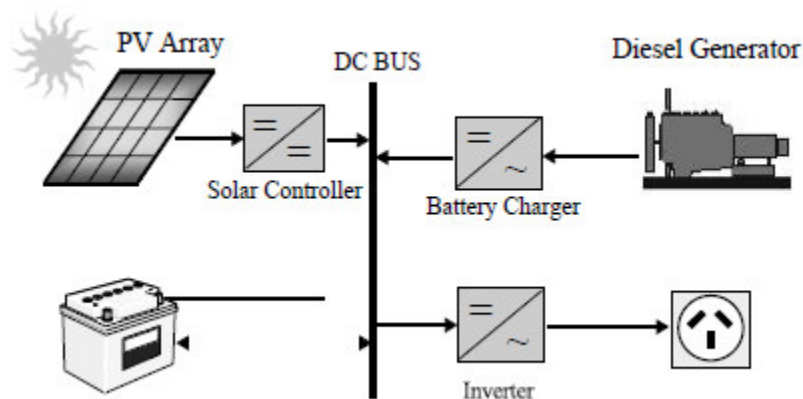 PV Array
DC BUS
Diesel Generator
Solar Controller
Battery Charger
Inverter